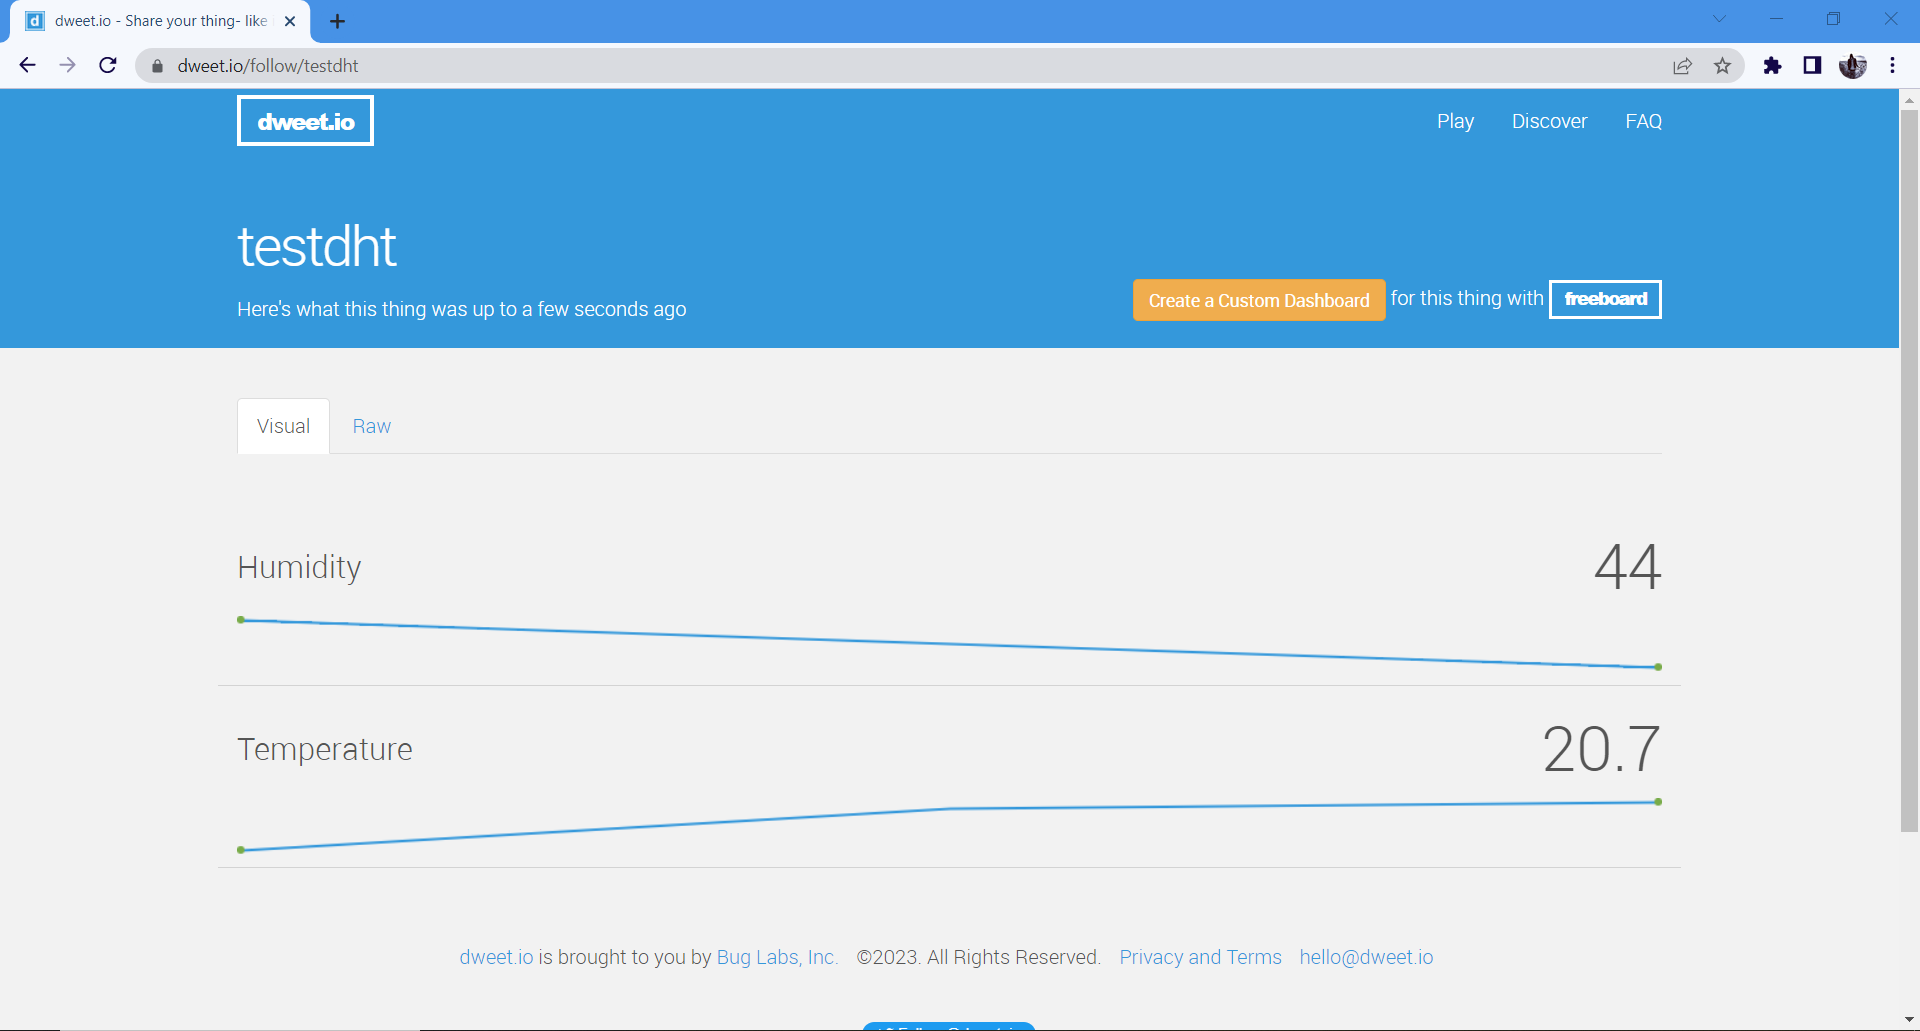 dweet.io - Share your thing- like
dweet.io/follow/testdht
dweet.io
Play Discover FAQ
testdht
Here's what this thing was up to a few seconds ago
Create a Custom Dashboard for this thing with freeboard
Visual Raw
Humidity 44
Temperature 20.7
dweet.io is brought to you by Bug Labs, Inc. ©2023. All Rights Reserved. Privacy and Terms hello@dweet.io